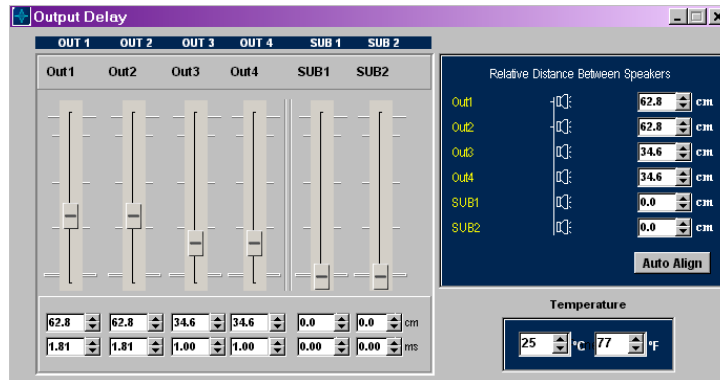 Output Delay
OUT 1 OUT 2 OUT 3 OUT 4 SUB 1 SUB 2
Out1 Out2 Out3 Out4 SUB1 SUB2
62.8 62.8 34.6 34.6 0.0 0.0 cm
1.81 1.81 1.00 1.00 0.00 0.00 ms
Relative Distance Between Speakers
Out1 62.8 cm
Out2 62.8 cm
Out3 34.6 cm
Out4 34.6 cm
SUB1 0.0 cm
SUB2 0.0 cm
Auto Align
Temperature
25 °C 77 °F